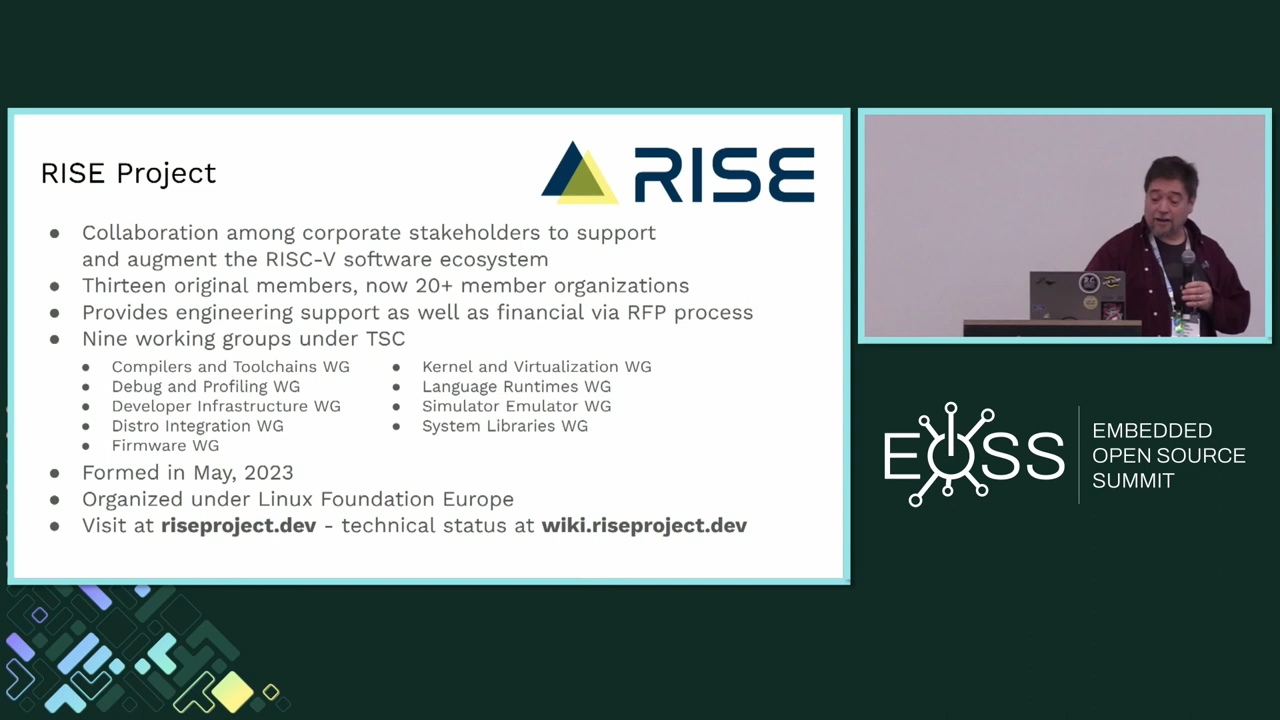 RISE Project
RISE
Collaboration among corporate stakeholders to support
and augment the RISC-V software ecosystem
Thirteen original members, now 20+ member organizations
Provides engineering support as well as financial via RFP process
Nine working groups under TSC
Compilers and Toolchains WG
Debug and Profiling WG
Developer Infrastructure WG
Distro Integration WG
Firmware WG
Kernel and Virtualization WG
Language Runtimes WG
Simulator Emulator WG
System Libraries WG
Formed in May, 2023
Organized under Linux Foundation Europe
Visit at riseproject.dev - technical status at wiki.riseproject.dev
EOSS
EMBEDDED
OPEN SOURCE
SUMMIT